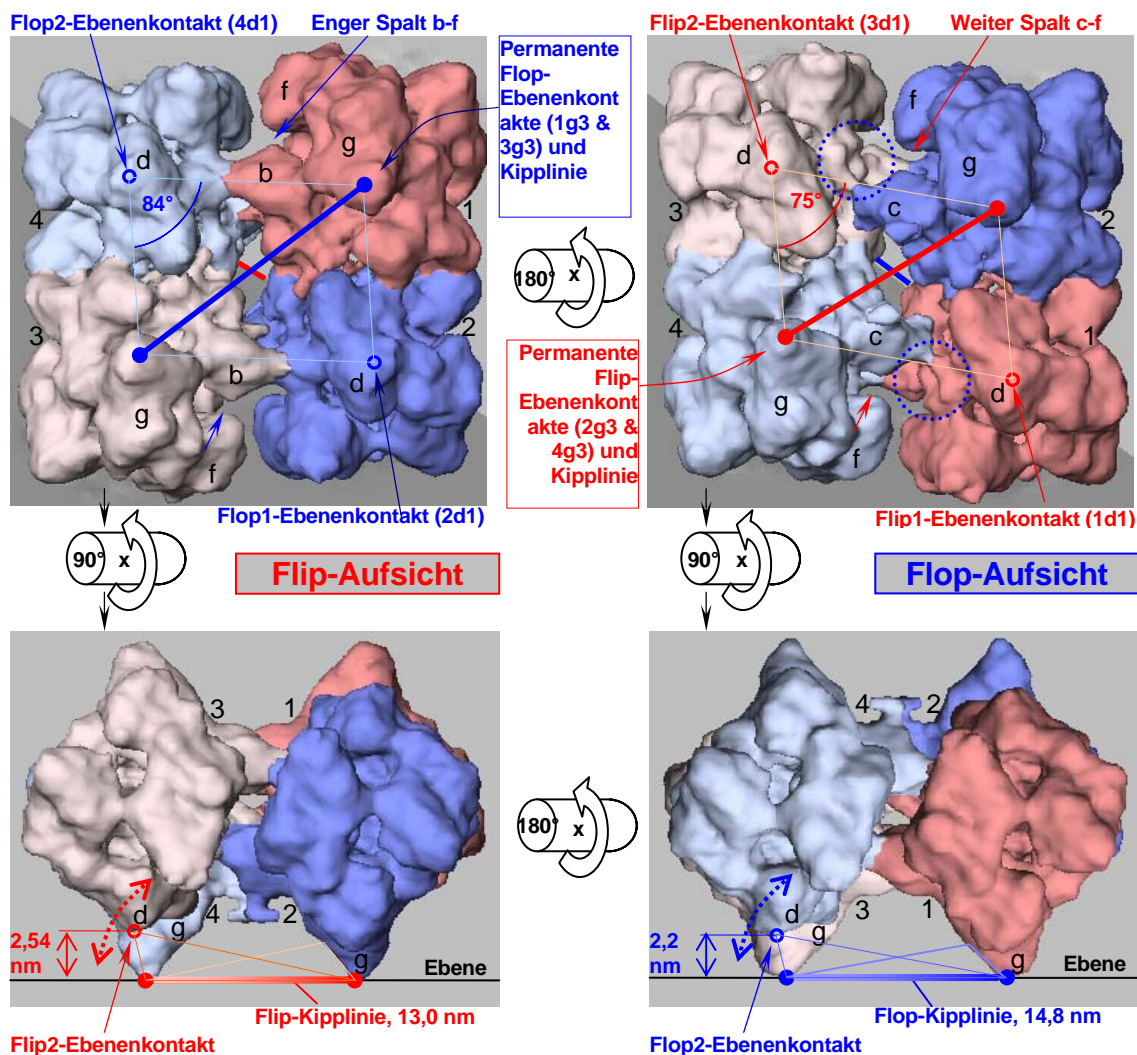 Flop2-Ebenenkontakt (4d1)
Enger Spalt b-f
Flip2-Ebenenkontakt (3d1)
Weiter Spalt c-f
Permanente
Flop-
Ebenenkont
akte (1g3 &
3g3) und
Kipplinie
f
d
g
b
84°
4
1
3
2
b
d
g
f
180° x
f
d
g
75°
c
3
2
4
1
c
d
g
f
Permanente
Flip-
Ebenenkont
akte (2g3 &
4g3) und
Kipplinie
Flop1-Ebenenkontakt (2d1)
Flip1-Ebenenkontakt (1d1)
90° x
Flip-Aufsicht
90° x
Flop-Aufsicht
3
1
d
4
g
2
g
2,54
nm
Ebene
Flip-Kipplinie, 13,0 nm
Flip2-Ebenenkontakt
180° x
4
2
d
g
3
1
g
2,2
nm
Ebene
Flop-Kipplinie, 14,8 nm
Flop2-Ebenenkontakt